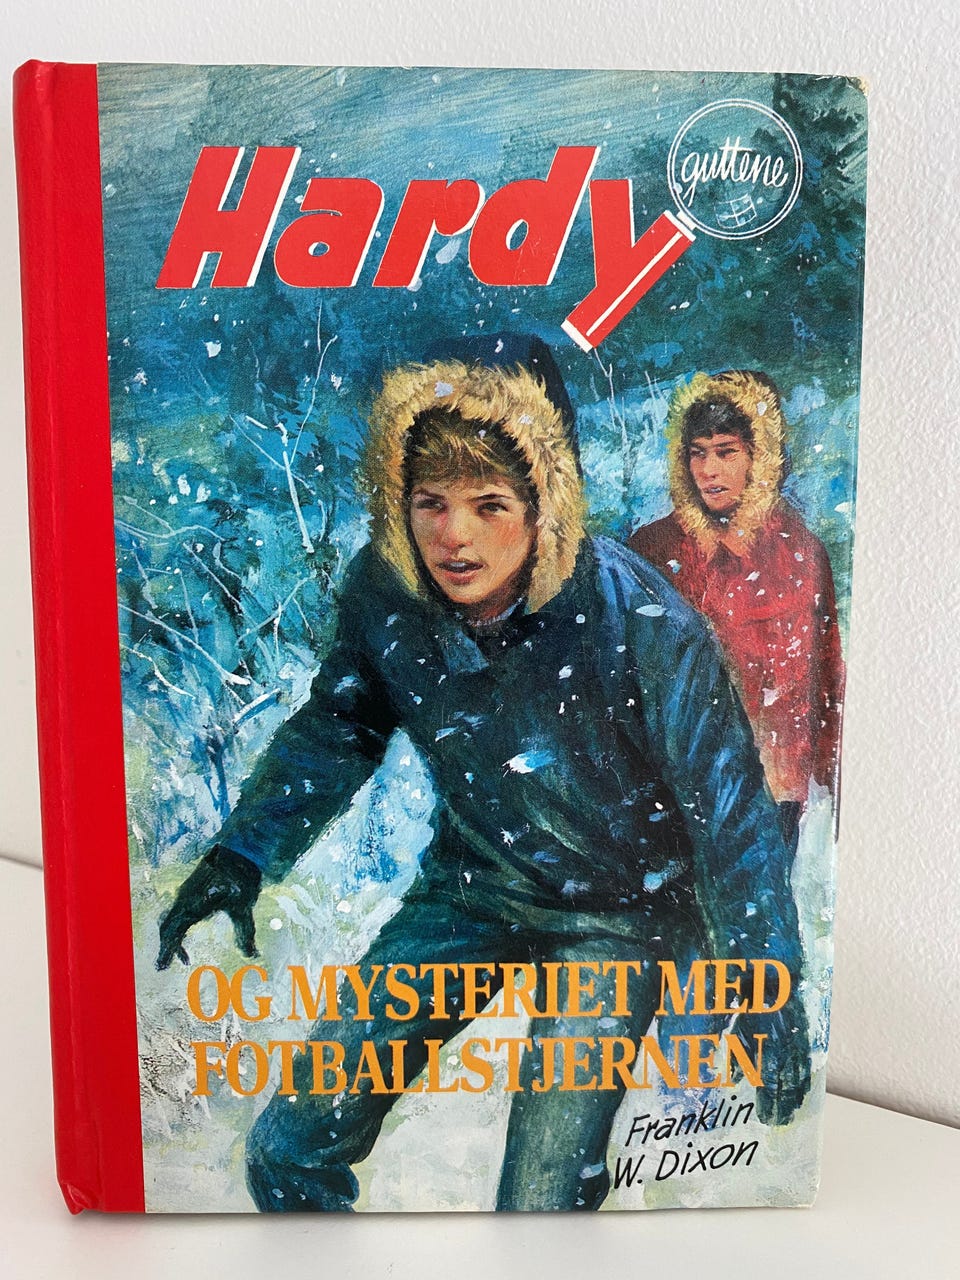 Hardy
guttene
OG MYSTERIET MED
FOTBALLSTJERNEN
Franklin
W. Dixon